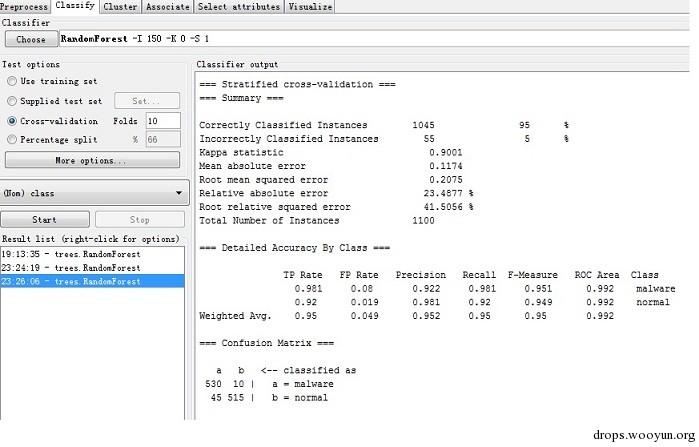 Preprocess Classify Cluster Associate Select attributes Visualize
Classifier
Choose RandomForest -I 150 -K 0 -S 1
Test options
Use training set
Supplied test set Set...
Cross-validation Folds 10
Percentage split % 66
More options...
(Nom) class
Start Stop
Result list (right-click for options)
19:13:35 - trees.RandomForest
23:24:19 - trees.RandomForest
23:26:06 - trees.RandomForest
Classifier output
=== Stratified cross-validation ===
=== Summary ===
Correctly Classified Instances 1045 95 %
Incorrectly Classified Instances 55 5 %
Kappa statistic 0.9001
Mean absolute error 0.1174
Root mean squared error 0.2075
Relative absolute error 23.4877 %
Root relative squared error 41.5056 %
Total Number of Instances 1100
=== Detailed Accuracy By Class ===
TP Rate FP Rate Precision Recall F-Measure ROC Area Class
0.981 0.08 0.922 0.981 0.951 0.992 malware
0.92 0.019 0.981 0.92 0.949 0.992 normal
Weighted Avg. 0.95 0.049 0.952 0.95 0.95 0.992
=== Confusion Matrix ===
a b <-- classified as
530 10 | a = malware
45 515 | b = normal
drops.wooyun.org